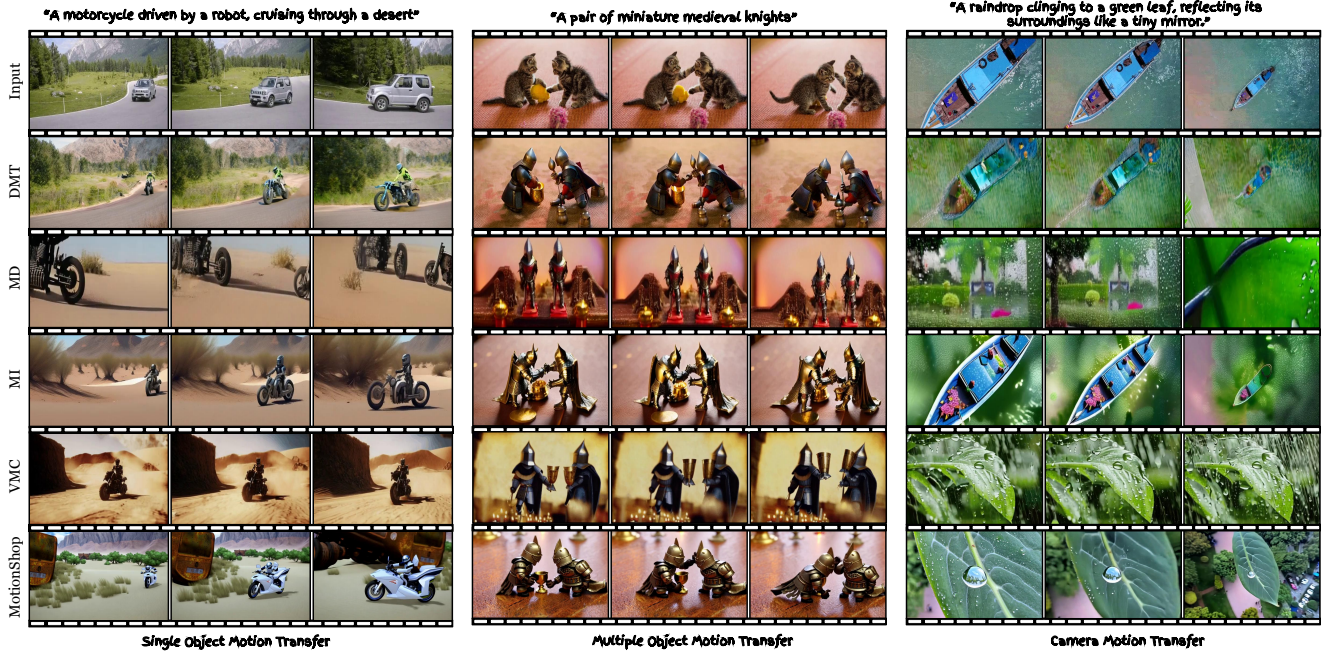 "A motorcycle driven by a robot, cruising through a desert"
"A pair of miniature medieval knights"
"A raindrop clinging to a green leaf, reflecting its
surroundings like a tiny mirror."
Input
DMT
MD
MI
VMC
MotionShop
Single Object Motion Transfer
Multiple Object Motion Transfer
Camera Motion Transfer